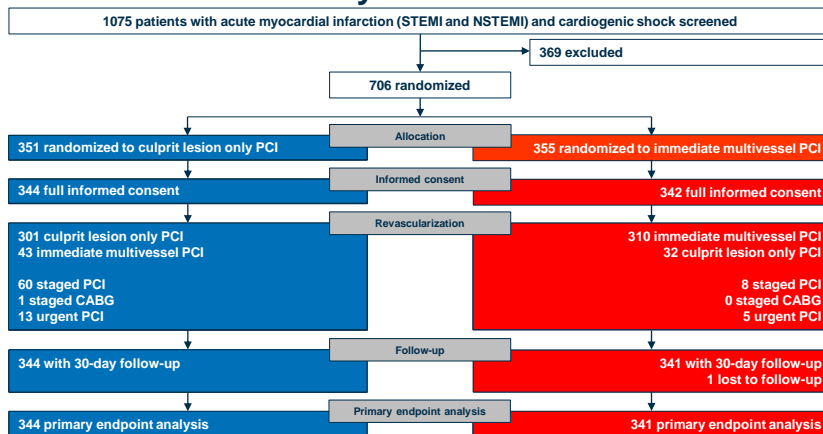 1075 patients with acute myocardial infarction (STEMI and NSTEMI) and cardiogenic shock screened
369 excluded
706 randomized
Allocation
351 randomized to culprit lesion only PCI
355 randomized to immediate multivessel PCI
Informed consent
344 full informed consent
342 full informed consent
Revascularization
301 culprit lesion only PCI
43 immediate multivessel PCI
60 staged PCI
1 staged CABG
13 urgent PCI
310 immediate multivessel PCI
32 culprit lesion only PCI
8 staged PCI
0 staged CABG
5 urgent PCI
Follow-up
344 with 30-day follow-up
341 with 30-day follow-up
1 lost to follow-up
Primary endpoint analysis
344 primary endpoint analysis
341 primary endpoint analysis